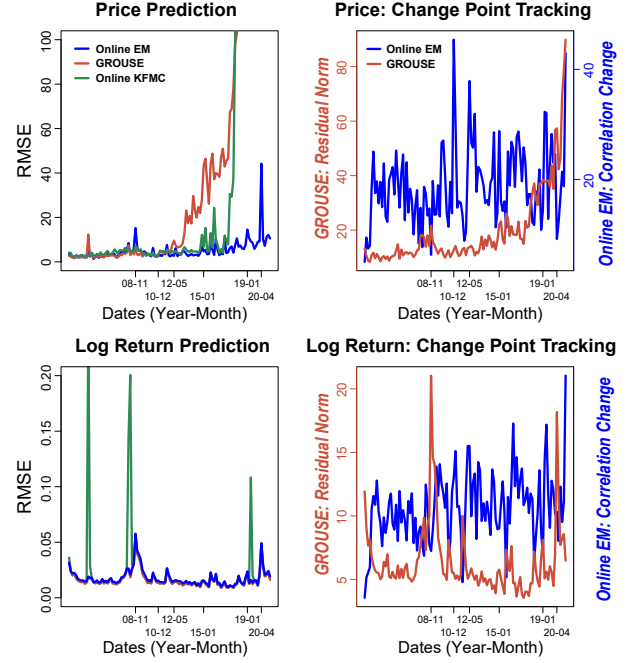 Price Prediction
RMSE
0 20 40 60 80 100
Online EM
GROUSE
Online KFMC
08-11 12-05 19-01
10-12 15-01 20-04
Dates (Year-Month)
Price: Change Point Tracking
GROUSE: Residual Norm
20 40 60 80
Online EM
GROUSE
20 40
Online EM: Correlation Change
08-11 12-05 19-01
10-12 15-01 20-04
Dates (Year-Month)
Log Return Prediction
RMSE
0.00 0.05 0.10 0.15 0.20
08-11 12-05 19-01
10-12 15-01 20-04
Dates (Year-Month)
Log Return: Change Point Tracking
GROUSE: Residual Norm
5 10 15 20
Online EM: Correlation Change
08-11 12-05 19-01
10-12 15-01 20-04
Dates (Year-Month)